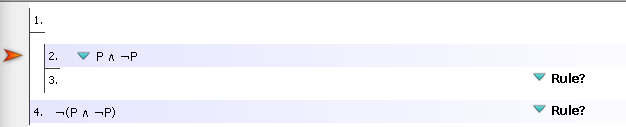 1.
2. P ∧ ¬P
3. Rule?
4. ¬(P ∧ ¬P) Rule?